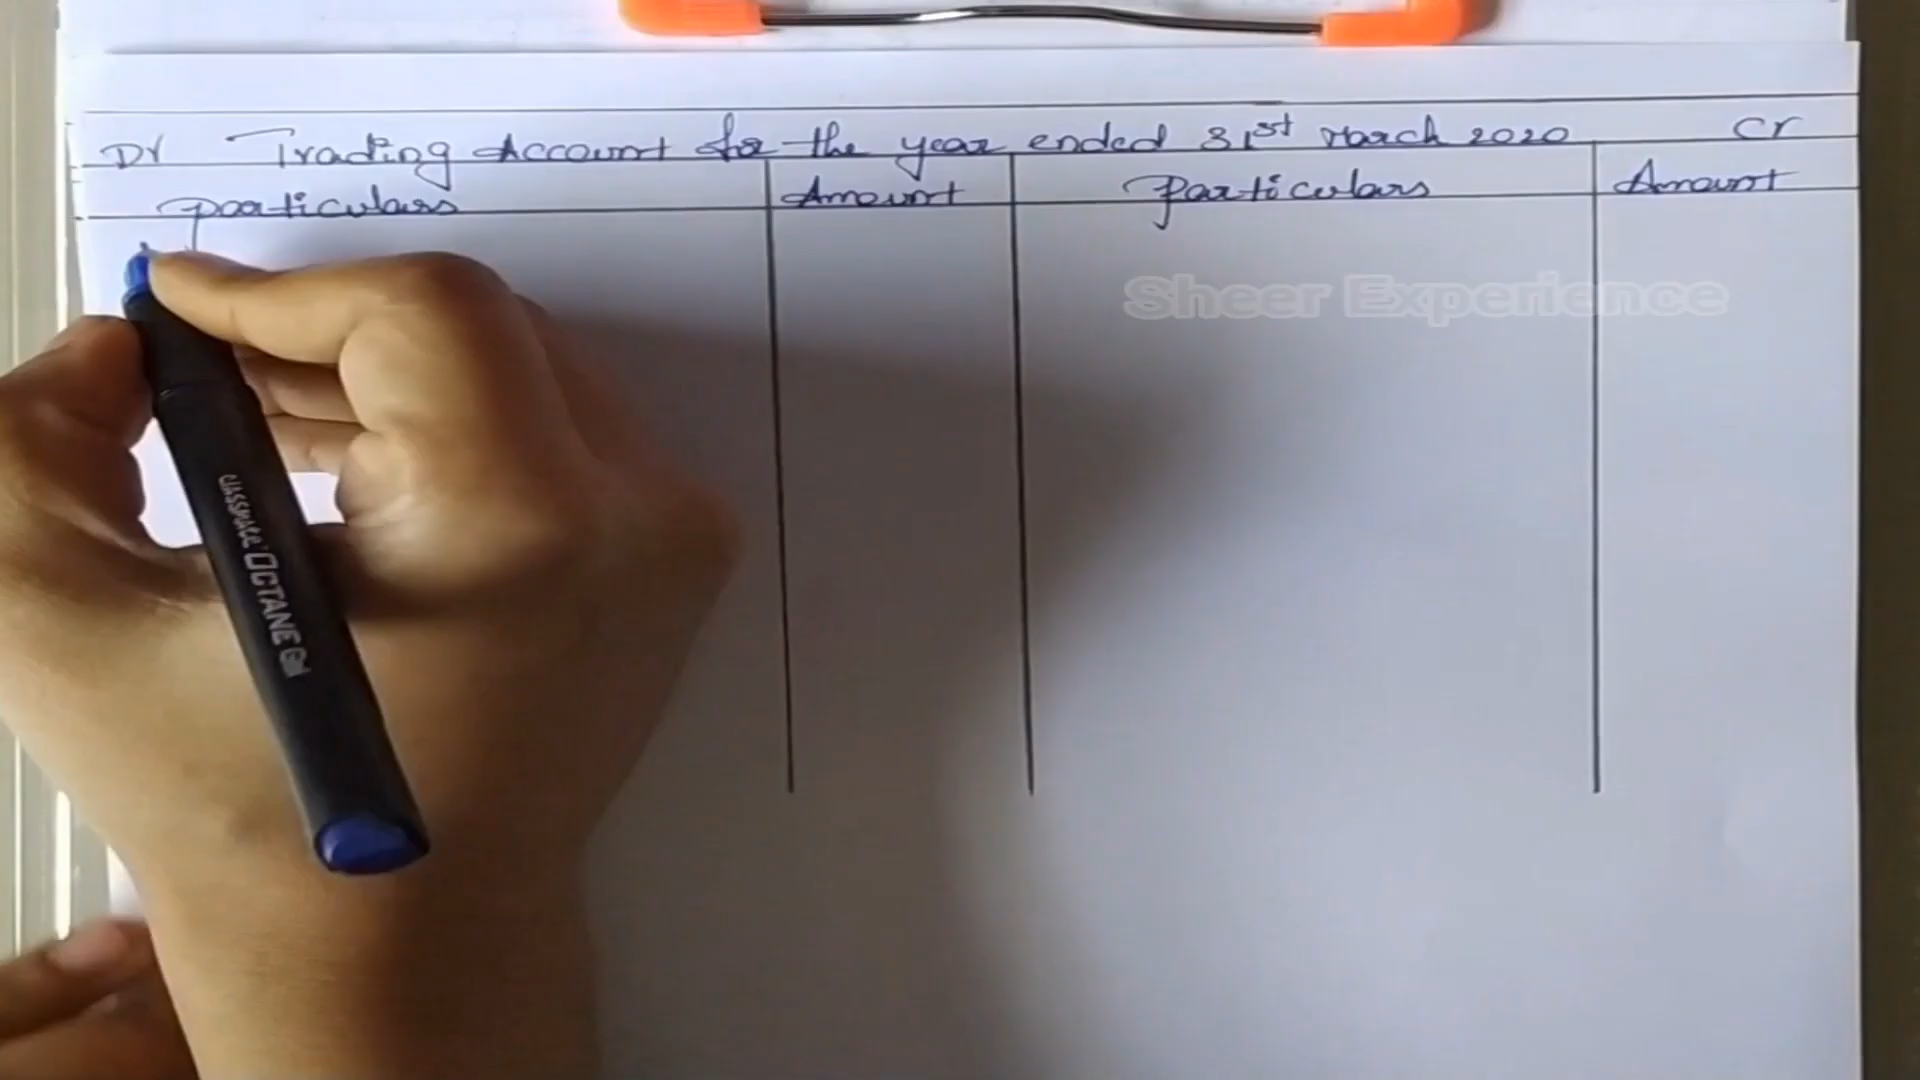 Dr Trading Account for the year ended 31st March 2020 Cr
Particulars Amount Particulars Amount
Sheer Experience
CLASSMATE OCTANE Gel